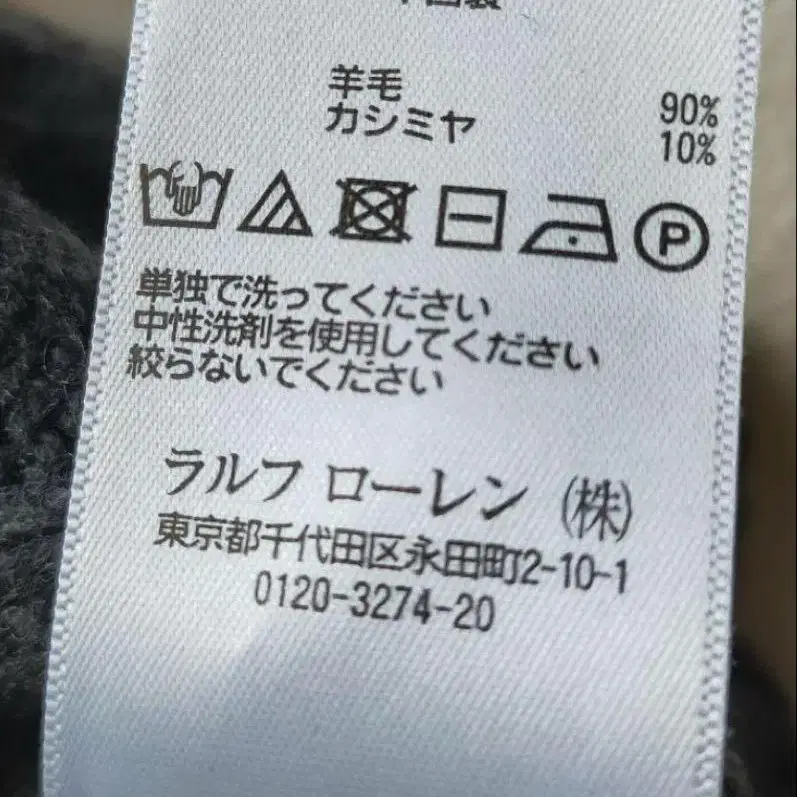 羊毛 90%
カシミヤ 10%
P
単独で洗ってください
中性洗剤を使用してください
絞らないでください
ラルフ ローレン (株)
東京都千代田区永田町2-10-1
0120-3274-20